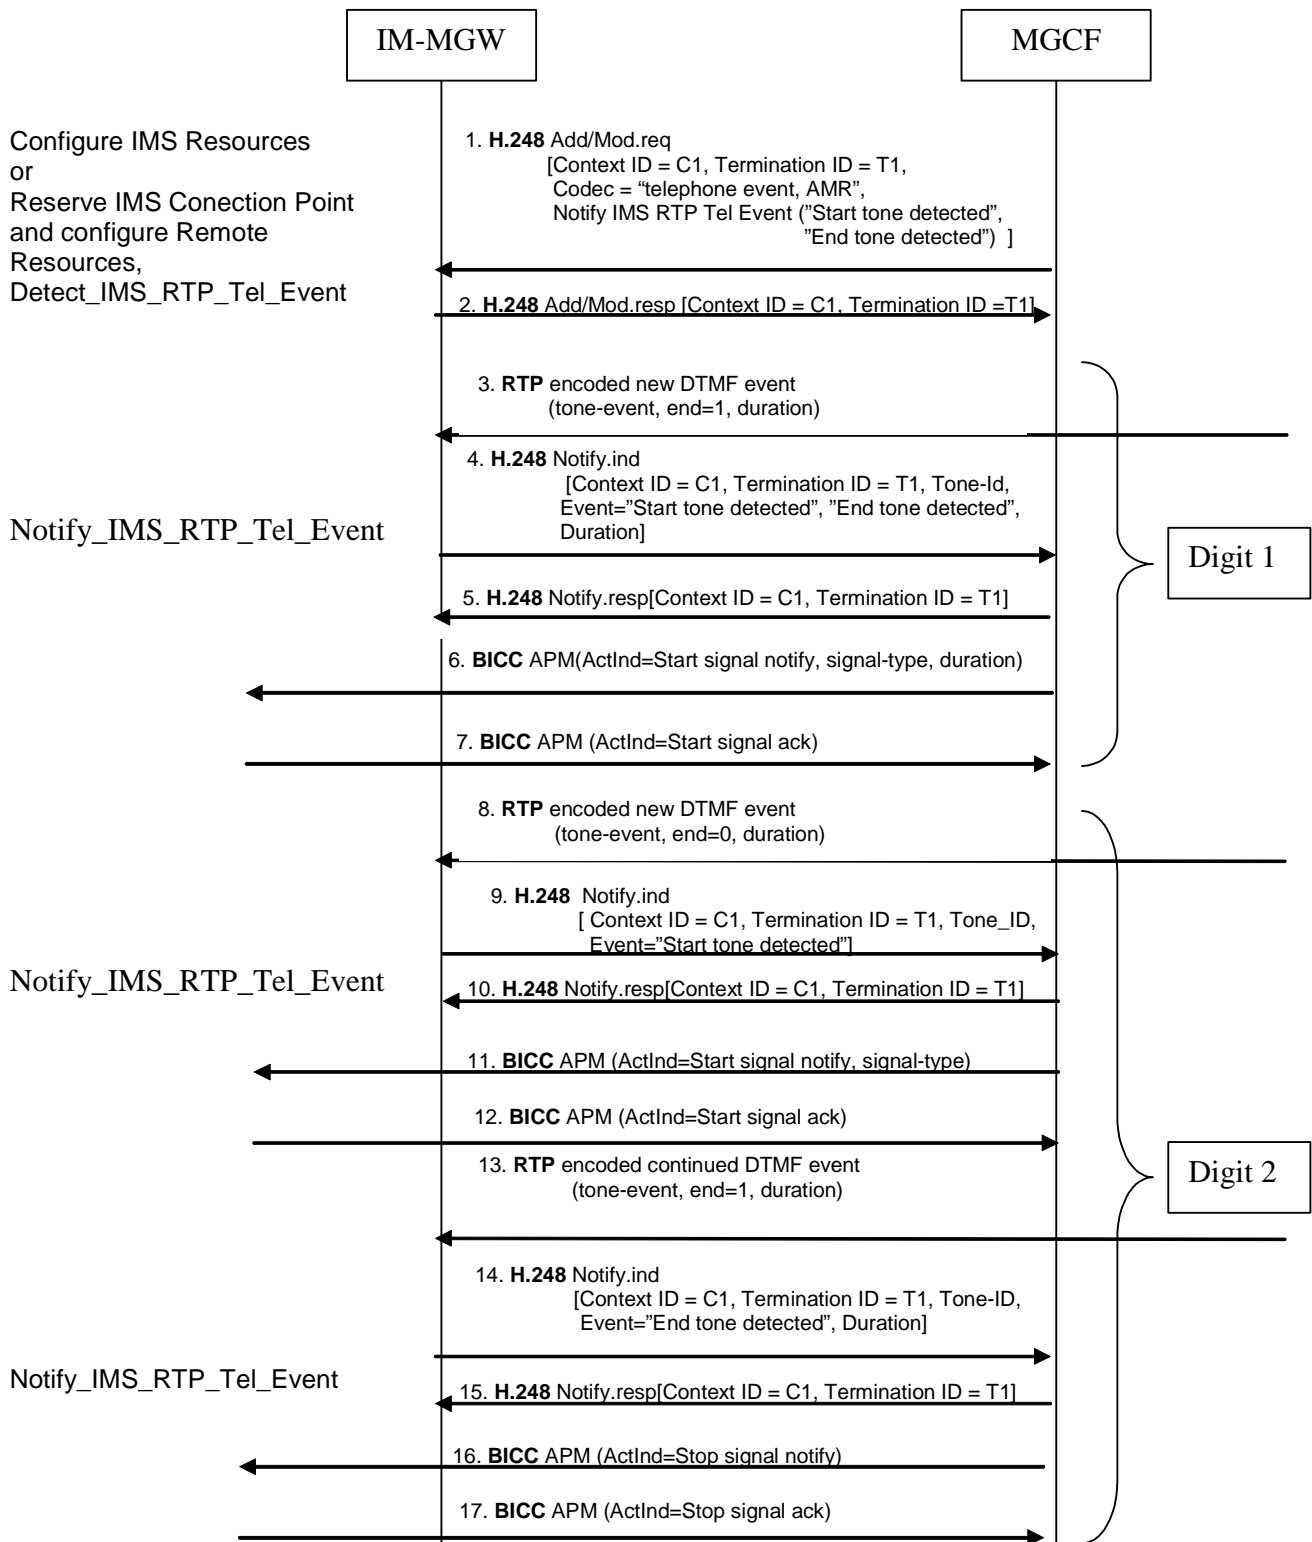 IM-MGW
MGCF
Configure IMS Resources
or
Reserve IMS Conection Point
and configure Remote
Resources,
Detect_IMS_RTP_Tel_Event
1. H.248 Add/Mod.req
[Context ID = C1, Termination ID = T1,
Codec = “telephone event, AMR”,
Notify IMS RTP Tel Event (”Start tone detected”,
”End tone detected”) ]
2. H.248 Add/Mod.resp [Context ID = C1, Termination ID =T1]
3. RTP encoded new DTMF event
(tone-event, end=1, duration)
4. H.248 Notify.ind
[Context ID = C1, Termination ID = T1, Tone-Id,
Event=”Start tone detected”, ”End tone detected”,
Duration]
Notify_IMS_RTP_Tel_Event
Digit 1
5. H.248 Notify.resp[Context ID = C1, Termination ID = T1]
6. BICC APM(ActInd=Start signal notify, signal-type, duration)
7. BICC APM (ActInd=Start signal ack)
8. RTP encoded new DTMF event
(tone-event, end=0, duration)
9. H.248 Notify.ind
[ Context ID = C1, Termination ID = T1, Tone_ID,
Event=”Start tone detected”]
Notify_IMS_RTP_Tel_Event
10. H.248 Notify.resp[Context ID = C1, Termination ID = T1]
11. BICC APM (ActInd=Start signal notify, signal-type)
12. BICC APM (ActInd=Start signal ack)
13. RTP encoded continued DTMF event
(tone-event, end=1, duration)
Digit 2
14. H.248 Notify.ind
[Context ID = C1, Termination ID = T1, Tone-ID,
Event=”End tone detected”, Duration]
Notify_IMS_RTP_Tel_Event
15. H.248 Notify.resp[Context ID = C1, Termination ID = T1]
16. BICC APM (ActInd=Stop signal notify)
17. BICC APM (ActInd=Stop signal ack)